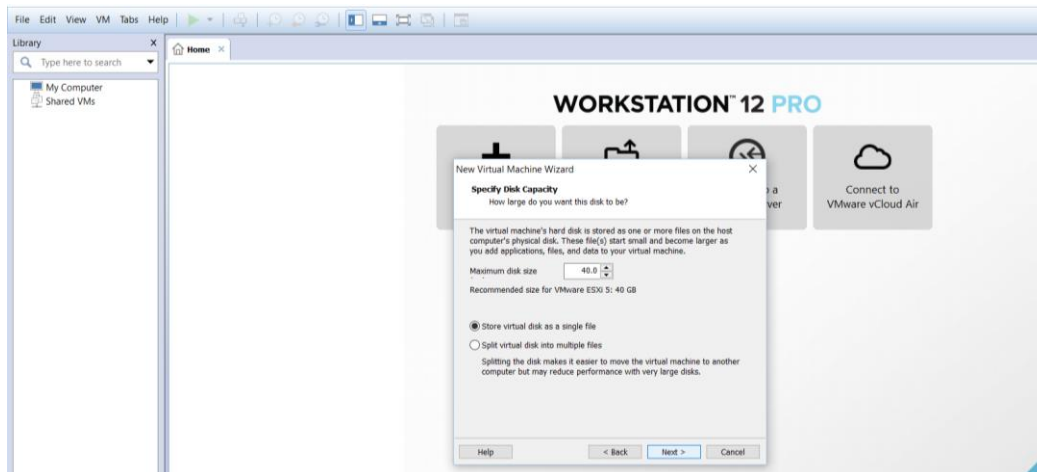 File Edit View VM Tabs Help
Library X
Home ×
Type here to search
My Computer
Shared VMs
WORKSTATION™ 12 PRO
a
ver
Connect to
VMware vCloud Air
New Virtual Machine Wizard
Specify Disk Capacity
How large do you want this disk to be?
The virtual machine's hard disk is stored as one or more files on the host
computer's physical disk. These file(s) start small and become larger as
you add applications, files, and data to your virtual machine.
Maximum disk size 40.0
Recommended size for VMware ESXi 5: 40 GB
Store virtual disk as a single file
Split virtual disk into multiple files
Splitting the disk makes it easier to move the virtual machine to another
computer but may reduce performance with very large disks.
Help < Back Next > Cancel